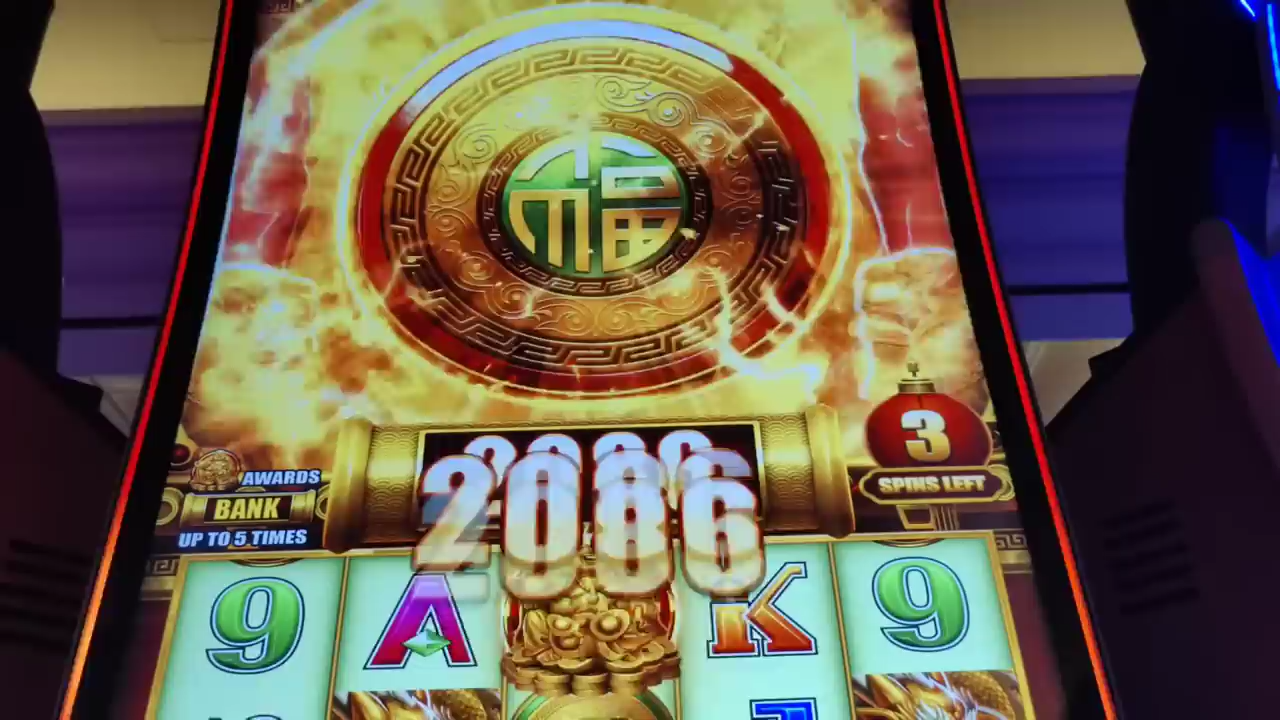 福
2086
3
SPINS LEFT
AWARDS
BANK
UP TO 5 TIMES
9
A
K
9